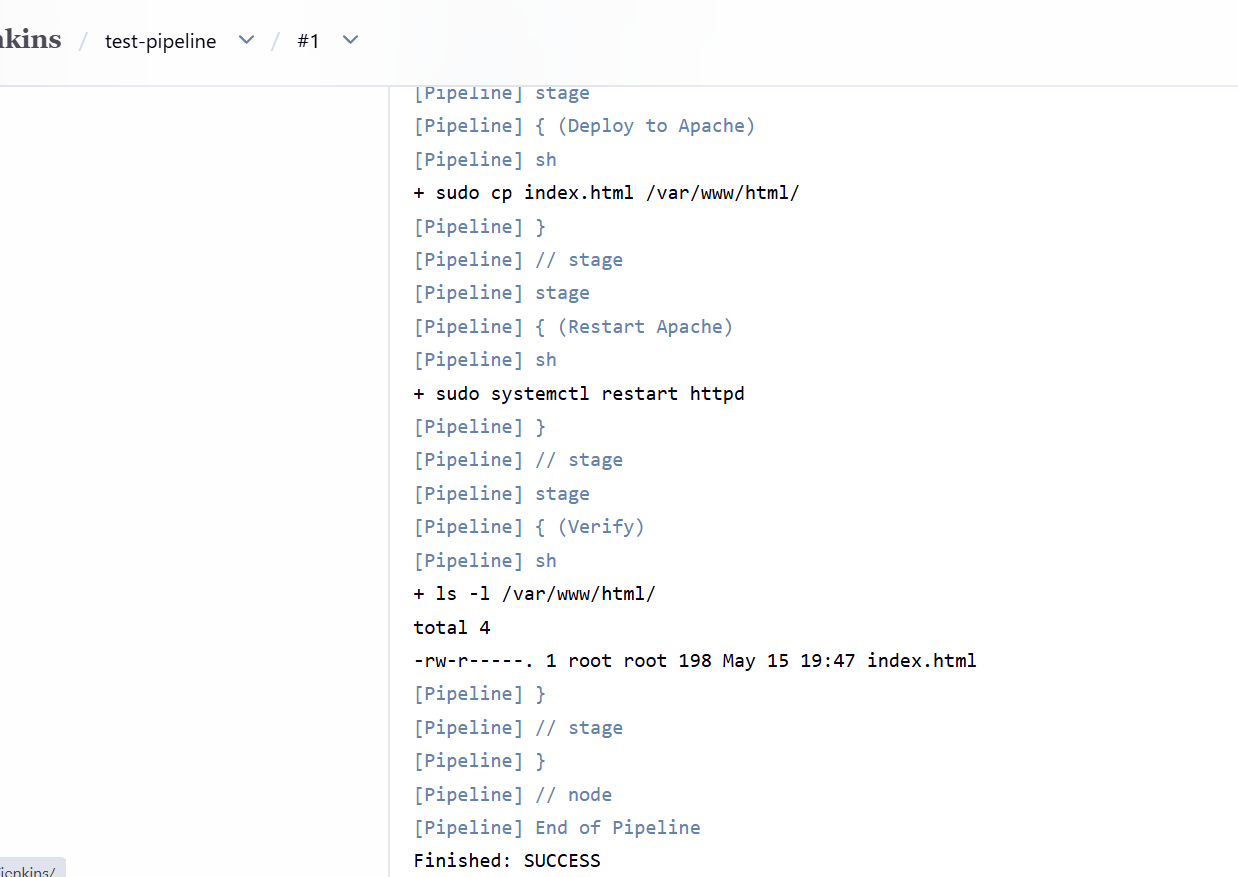 test-pipeline / #1
[Pipeline] stage
[Pipeline] { (Deploy to Apache)
[Pipeline] sh
+ sudo cp index.html /var/www/html/
[Pipeline] }
[Pipeline] // stage
[Pipeline] stage
[Pipeline] { (Restart Apache)
[Pipeline] sh
+ sudo systemctl restart httpd
[Pipeline] }
[Pipeline] // stage
[Pipeline] stage
[Pipeline] { (Verify)
[Pipeline] sh
+ ls -l /var/www/html/
total 4
-rw-r-----. 1 root root 198 May 15 19:47 index.html
[Pipeline] }
[Pipeline] // stage
[Pipeline] }
[Pipeline] // node
[Pipeline] End of Pipeline
Finished: SUCCESS